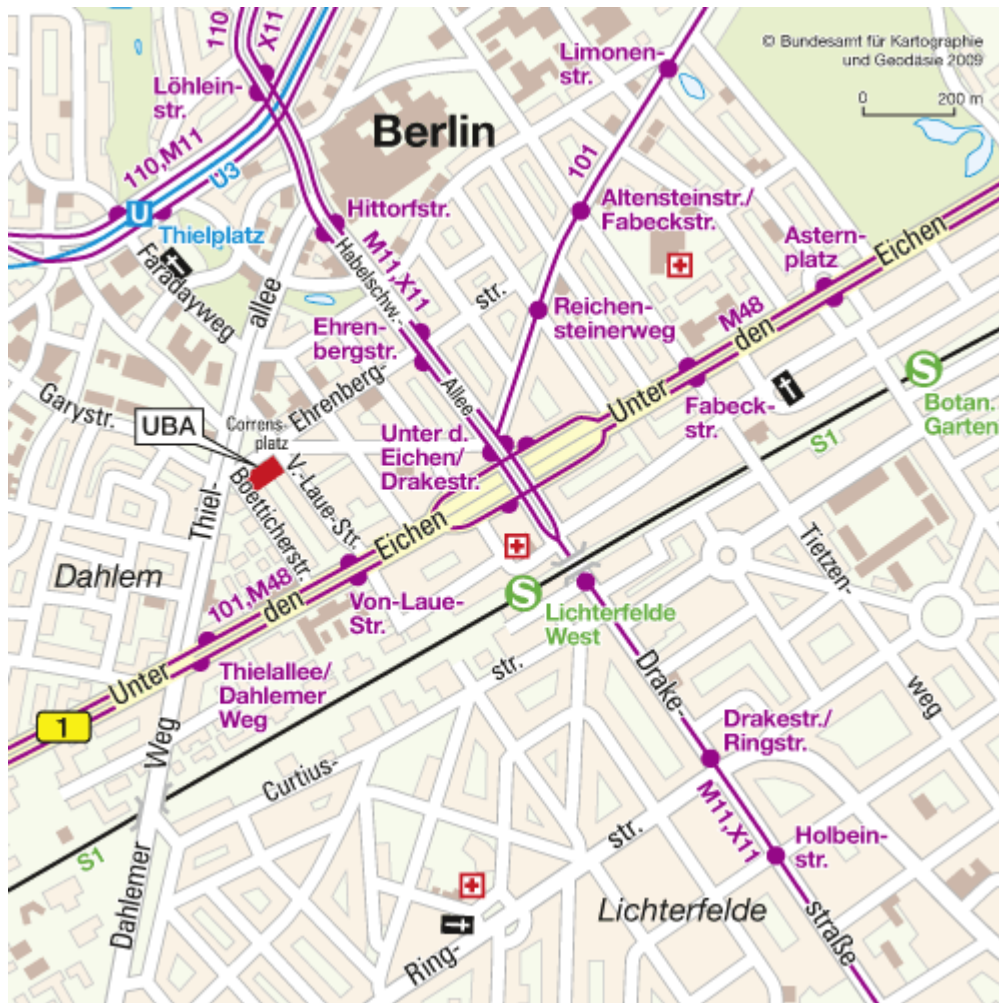 110
X11
Limonen-
str.
© Bundesamt für Kartographie
und Geodäsie 2009
0 200 m
Löhlein-
str.
Berlin
110,M11
U3
101
U
Thielplatz
Hittorfstr.
Altensteinstr./
Fabeckstr.
Astern-
platz
Eichen
Faradayweg
allee
Habelschw.-
M11,X11
str.
Reichen-
steinerweg
M48
den
Ehren-
bergstr.
Allee
Unter
S
Garystr.
Ehrenberg-
Fabeck-
str.
Botan.
Garten
UBA
Correns-
platz
Unter d.
Eichen/
Drakestr.
S1
V.-Laue-Str.
Boetticherstr.
Thiel-
Eichen
Tietzen-
Dahlem
101,M48
den
Von-Laue-
Str.
S
Lichterfelde
West
Unter
Thielallee/
Dahlemer
Weg
str.
Drake-
weg
1
Weg
Drakestr./
Ringstr.
Curtius-
M11,X11
str.
Holbein-
str.
S1
Dahlemer
Lichterfelde
straße
Ring-